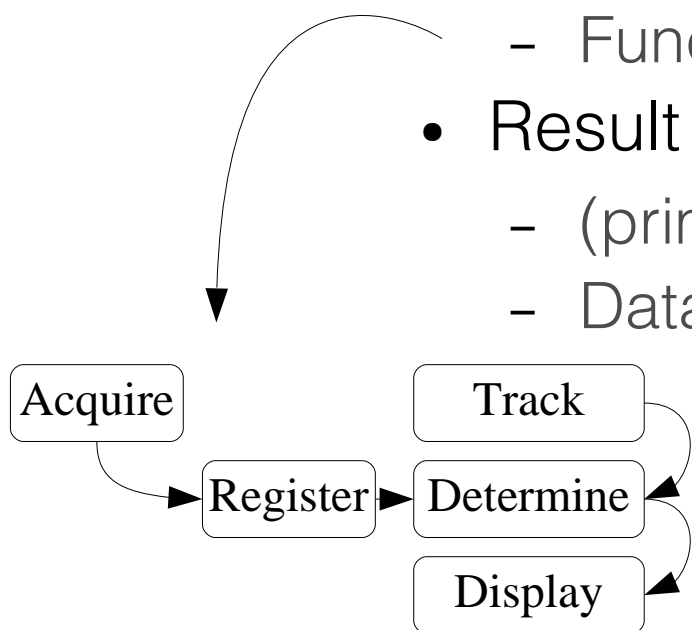 – Func
• Result
– (prin
– Data
Acquire
Track
Register
Determine
Display